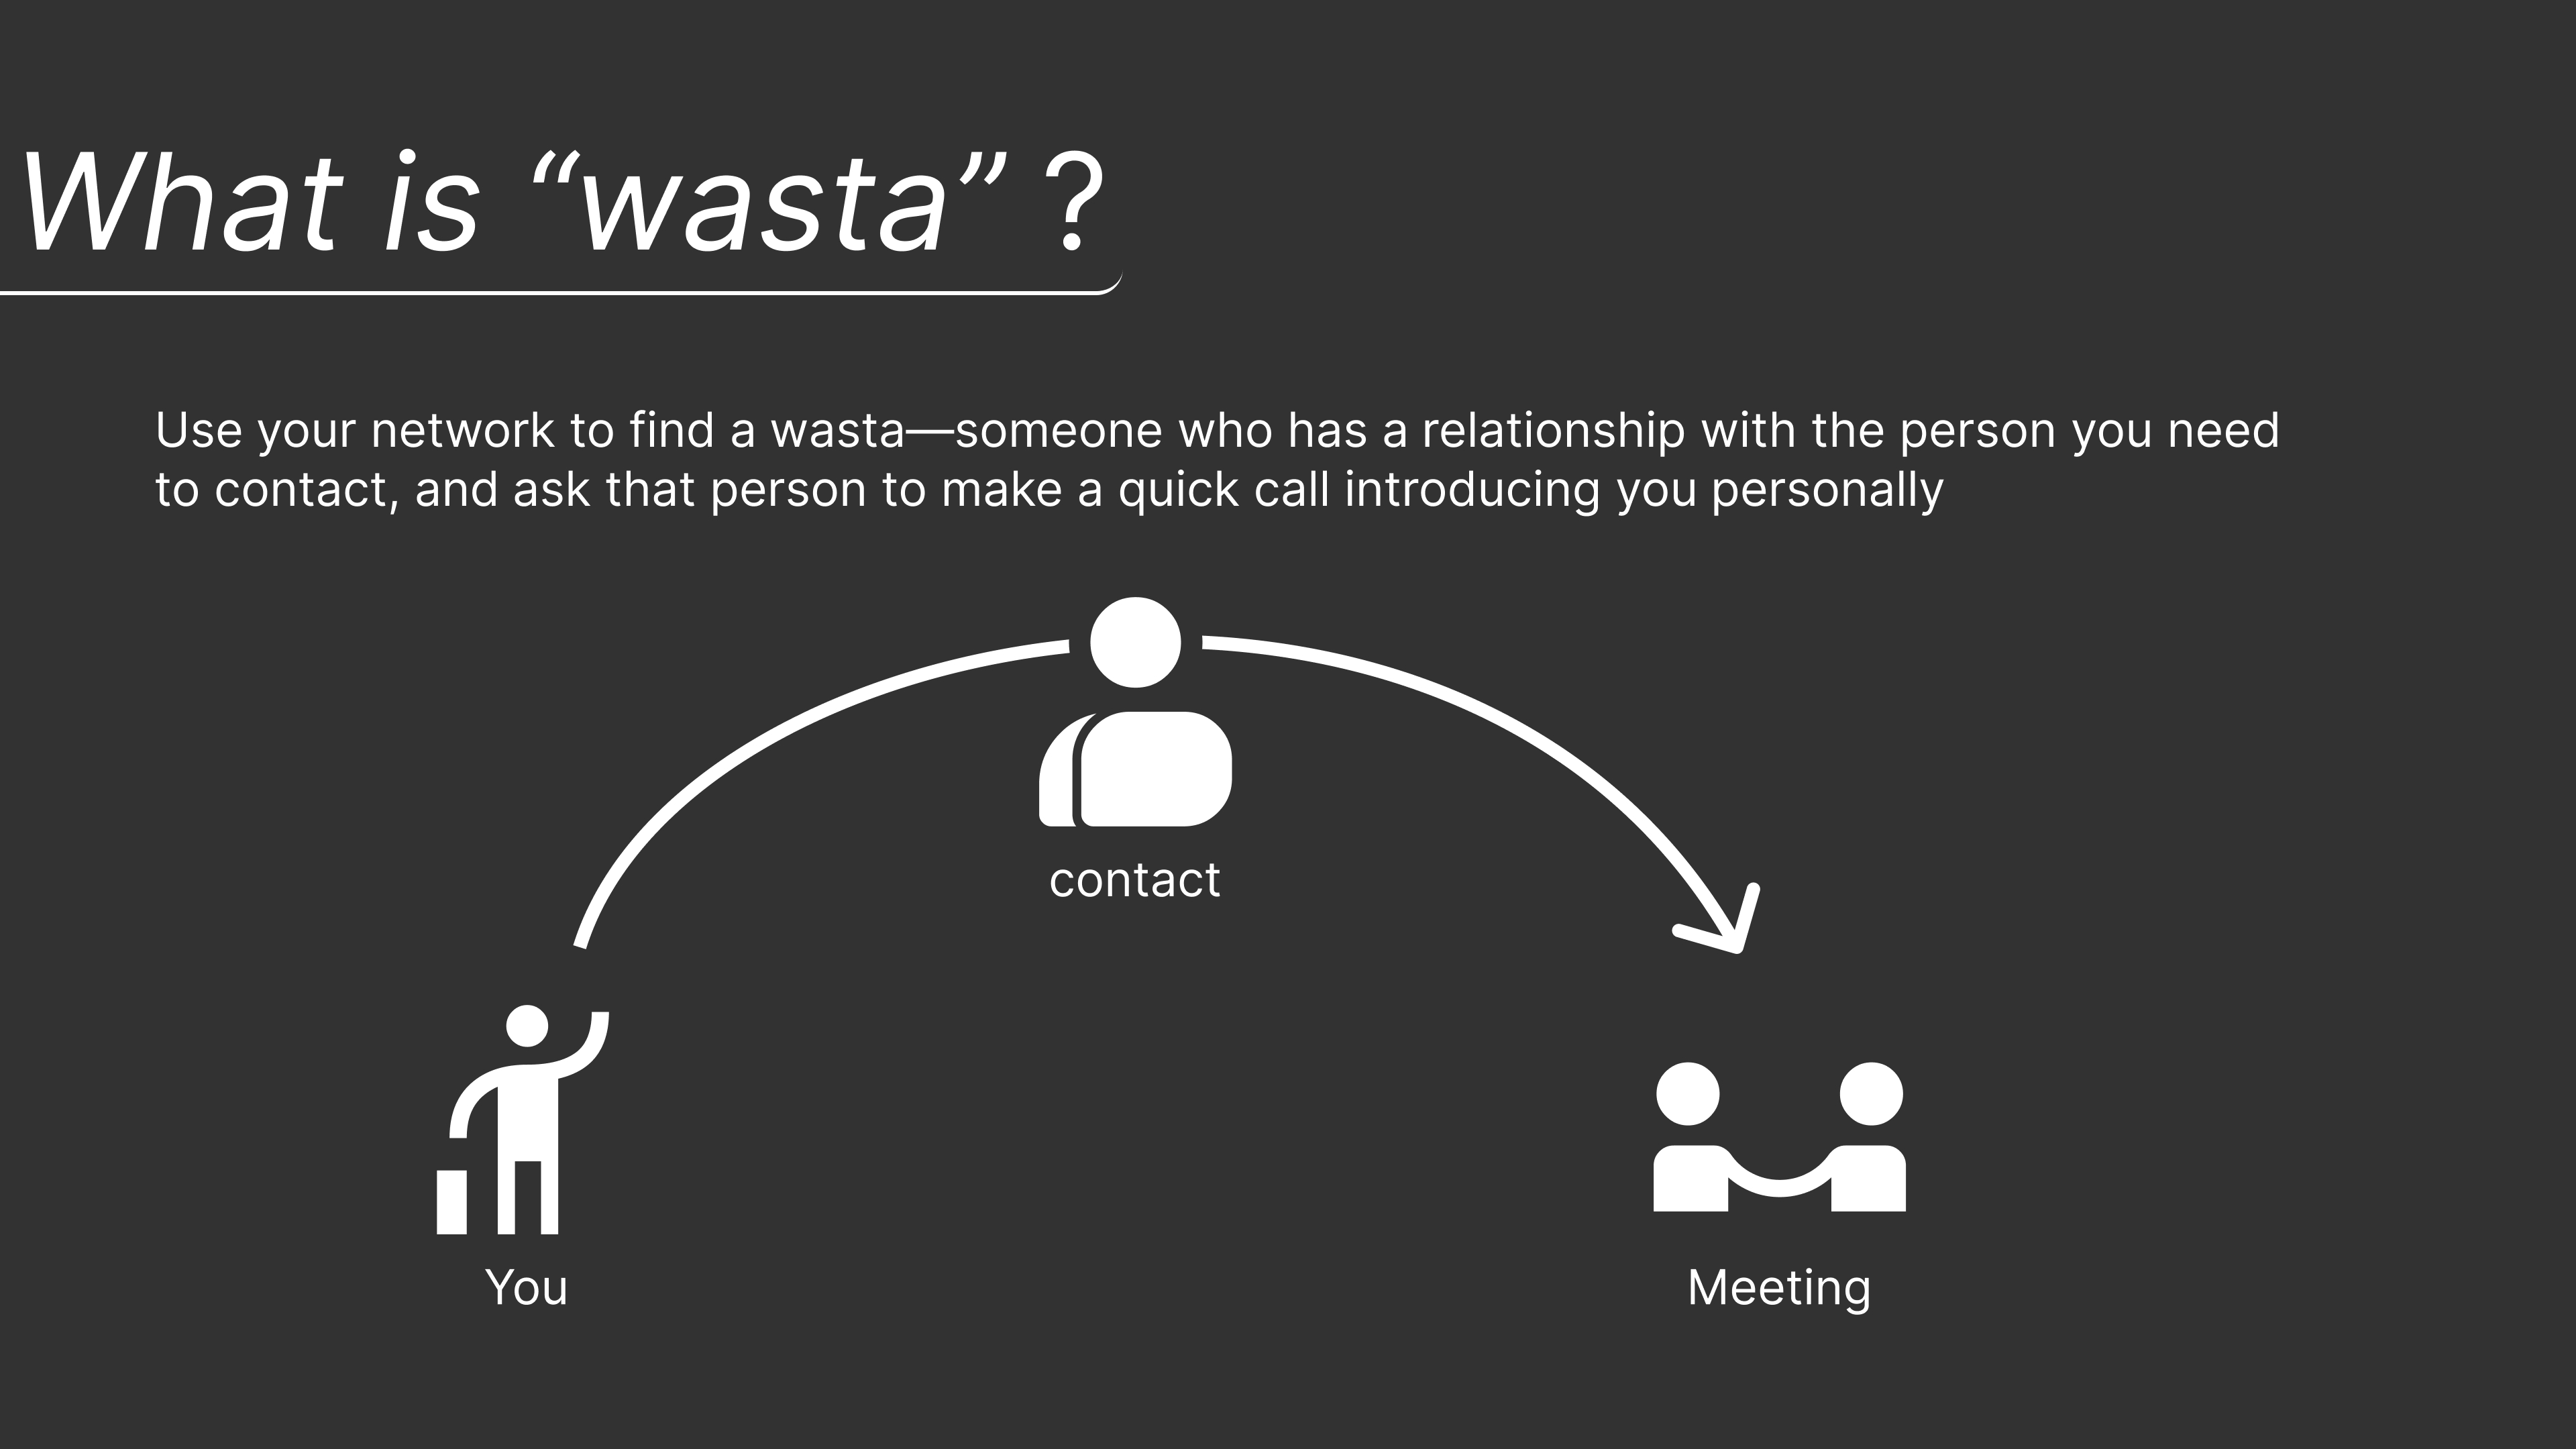 What is “wasta” ?
Use your network to find a wasta—someone who has a relationship with the person you need
to contact, and ask that person to make a quick call introducing you personally
contact
You
Meeting